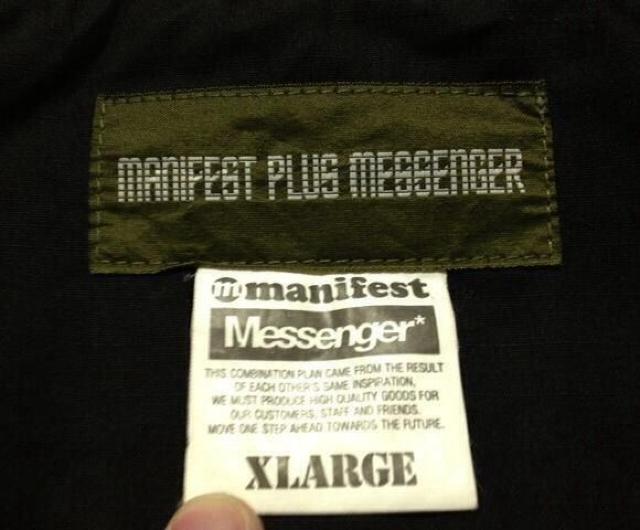 MANIFEST PLUS MESSENGER
m manifest
Messenger*
THIS COMBINATION PLAN CAME FROM THE RESULT
OF EACH OTHER'S SAME INSPIRATION,
WE MUST PRODUCE HIGH QUALITY GOODS FOR
OUR CUSTOMERS, STAFF AND FRIENDS.
MOVE ONE STEP AHEAD TOWARDS THE FUTURE.
XLARGE